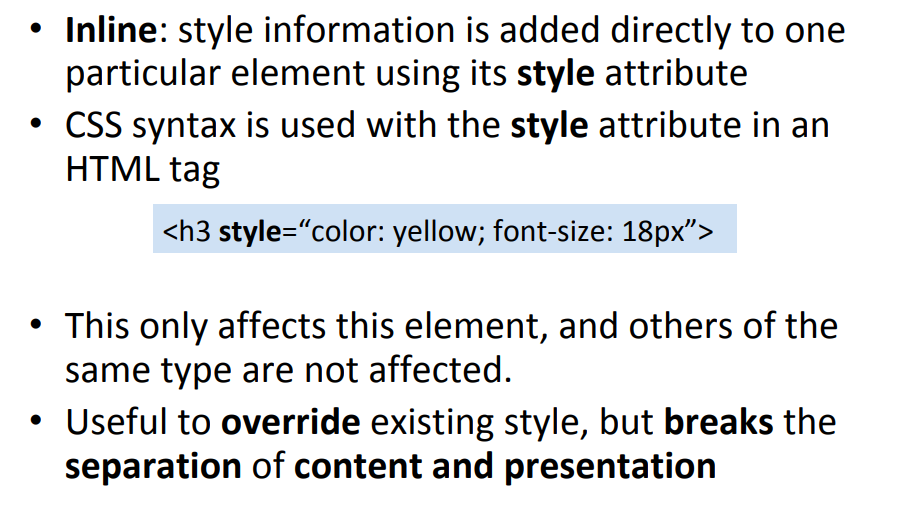 • Inline: style information is added directly to one
particular element using its style attribute
• CSS syntax is used with the style attribute in an
HTML tag
<h3 style=“color: yellow; font-size: 18px”>
• This only affects this element, and others of the
same type are not affected.
• Useful to override existing style, but breaks the
separation of content and presentation